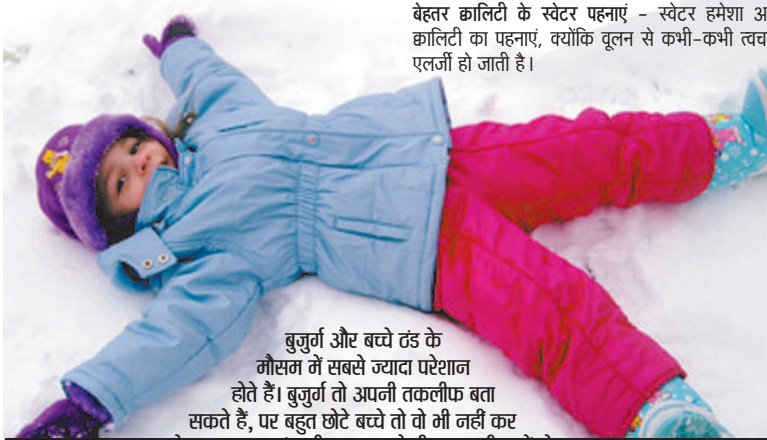 बेहतर क्वालिटी के स्वेटर पहनाएं – स्वेटर हमेशा अ
क्वालिटी का पहनाएं, क्योंकि वूलन से कभी-कभी त्वच
एलर्जी हो जाती है।
बुजुर्ग और बच्चे ठंड के
मौसम में सबसे ज्यादा परेशान
होते हैं। बुजुर्ग तो अपनी तकलीफ बता
सकते हैं, पर बहुत छोटे बच्चे तो वो भी नहीं कर